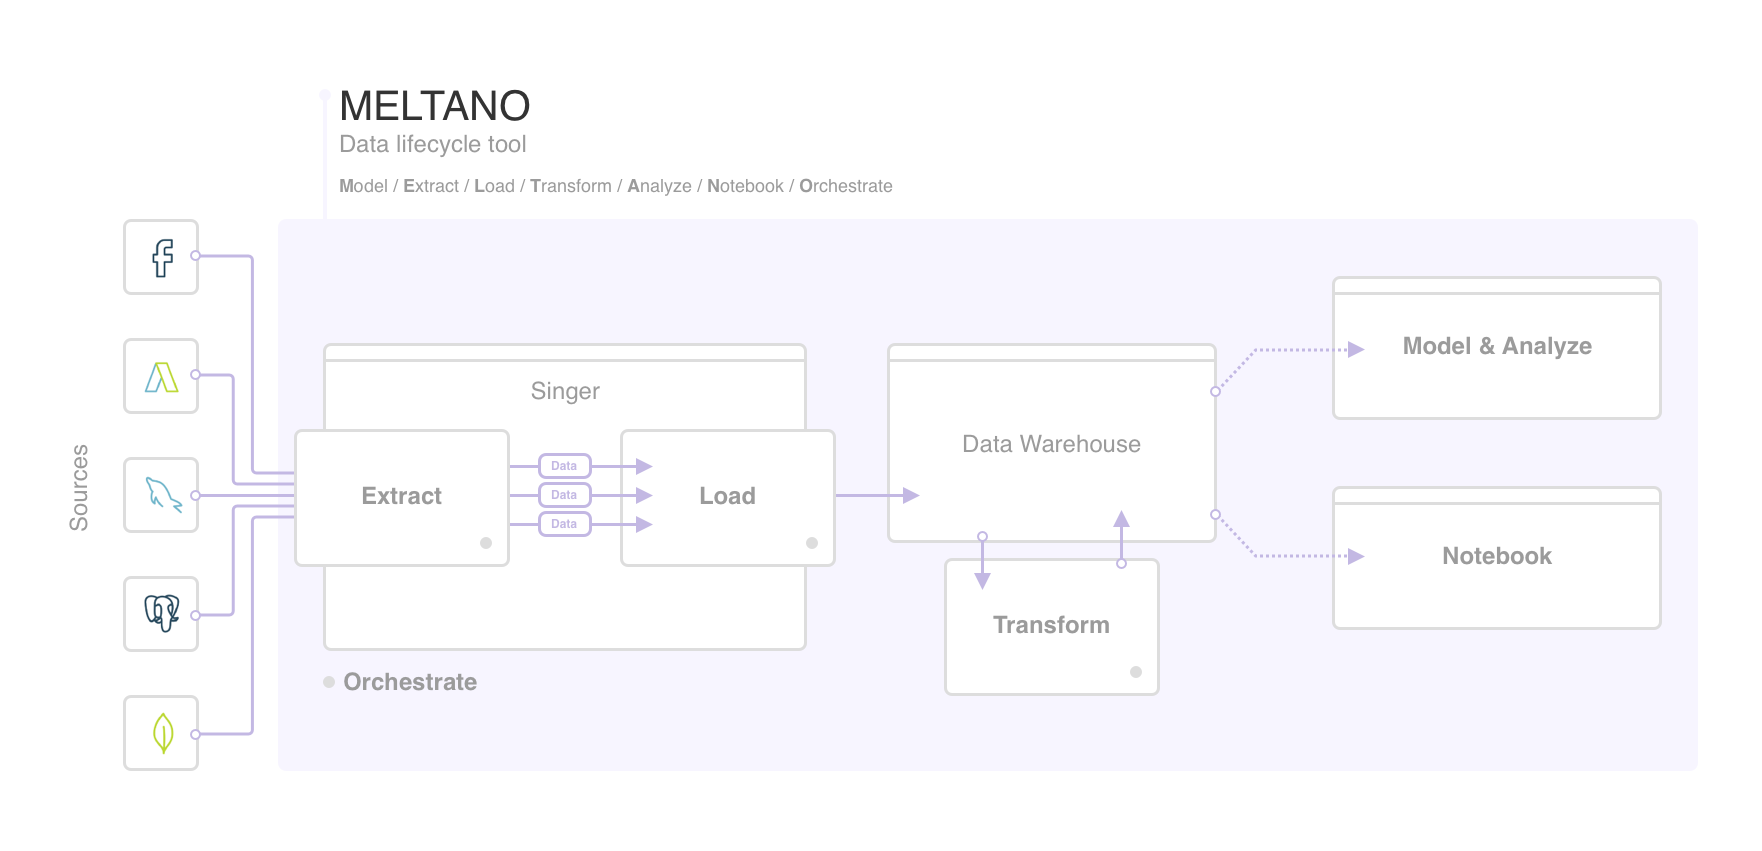 MELTANO
Data lifecycle tool
Model / Extract / Load / Transform / Analyze / Notebook / Orchestrate
Sources
Singer
Extract
Data
Data
Data
Load
Orchestrate
Data Warehouse
Transform
Model & Analyze
Notebook